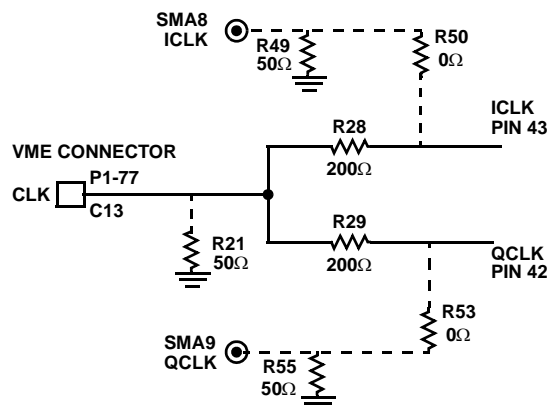 SMA8
ICLK
R49
50Ω
R50
0Ω
ICLK
PIN 43
R28
200Ω
VME CONNECTOR
P1-77
CLK
C13
R21
50Ω
R29
200Ω
QCLK
PIN 42
R53
0Ω
SMA9
QCLK
R55
50Ω